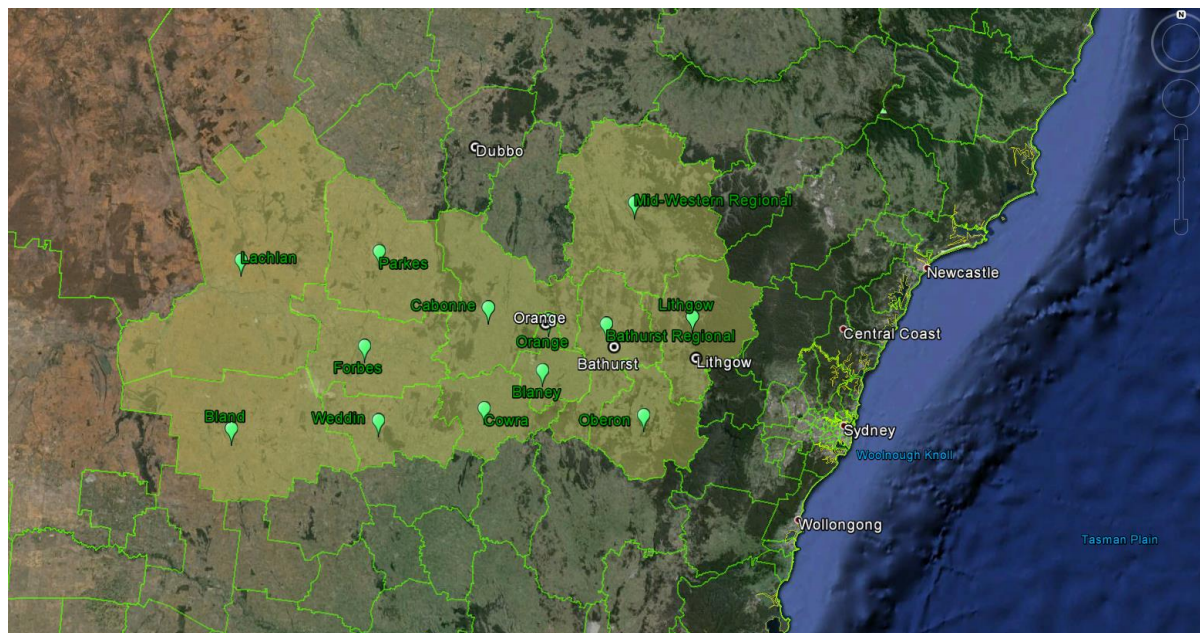 N
Dubbo
Mid-Western Regional
Lachlan
Parkes
Newcastle
Cabonne
Lithgow
Orange
Central Coast
Bathurst Regional
Orange
Bathurst
Lithgow
Forbes
Blaney
Bland
Weddin
Cowra
Oberon
Sydney
Woolnough Knoll
Wollongong
Tasman Plain